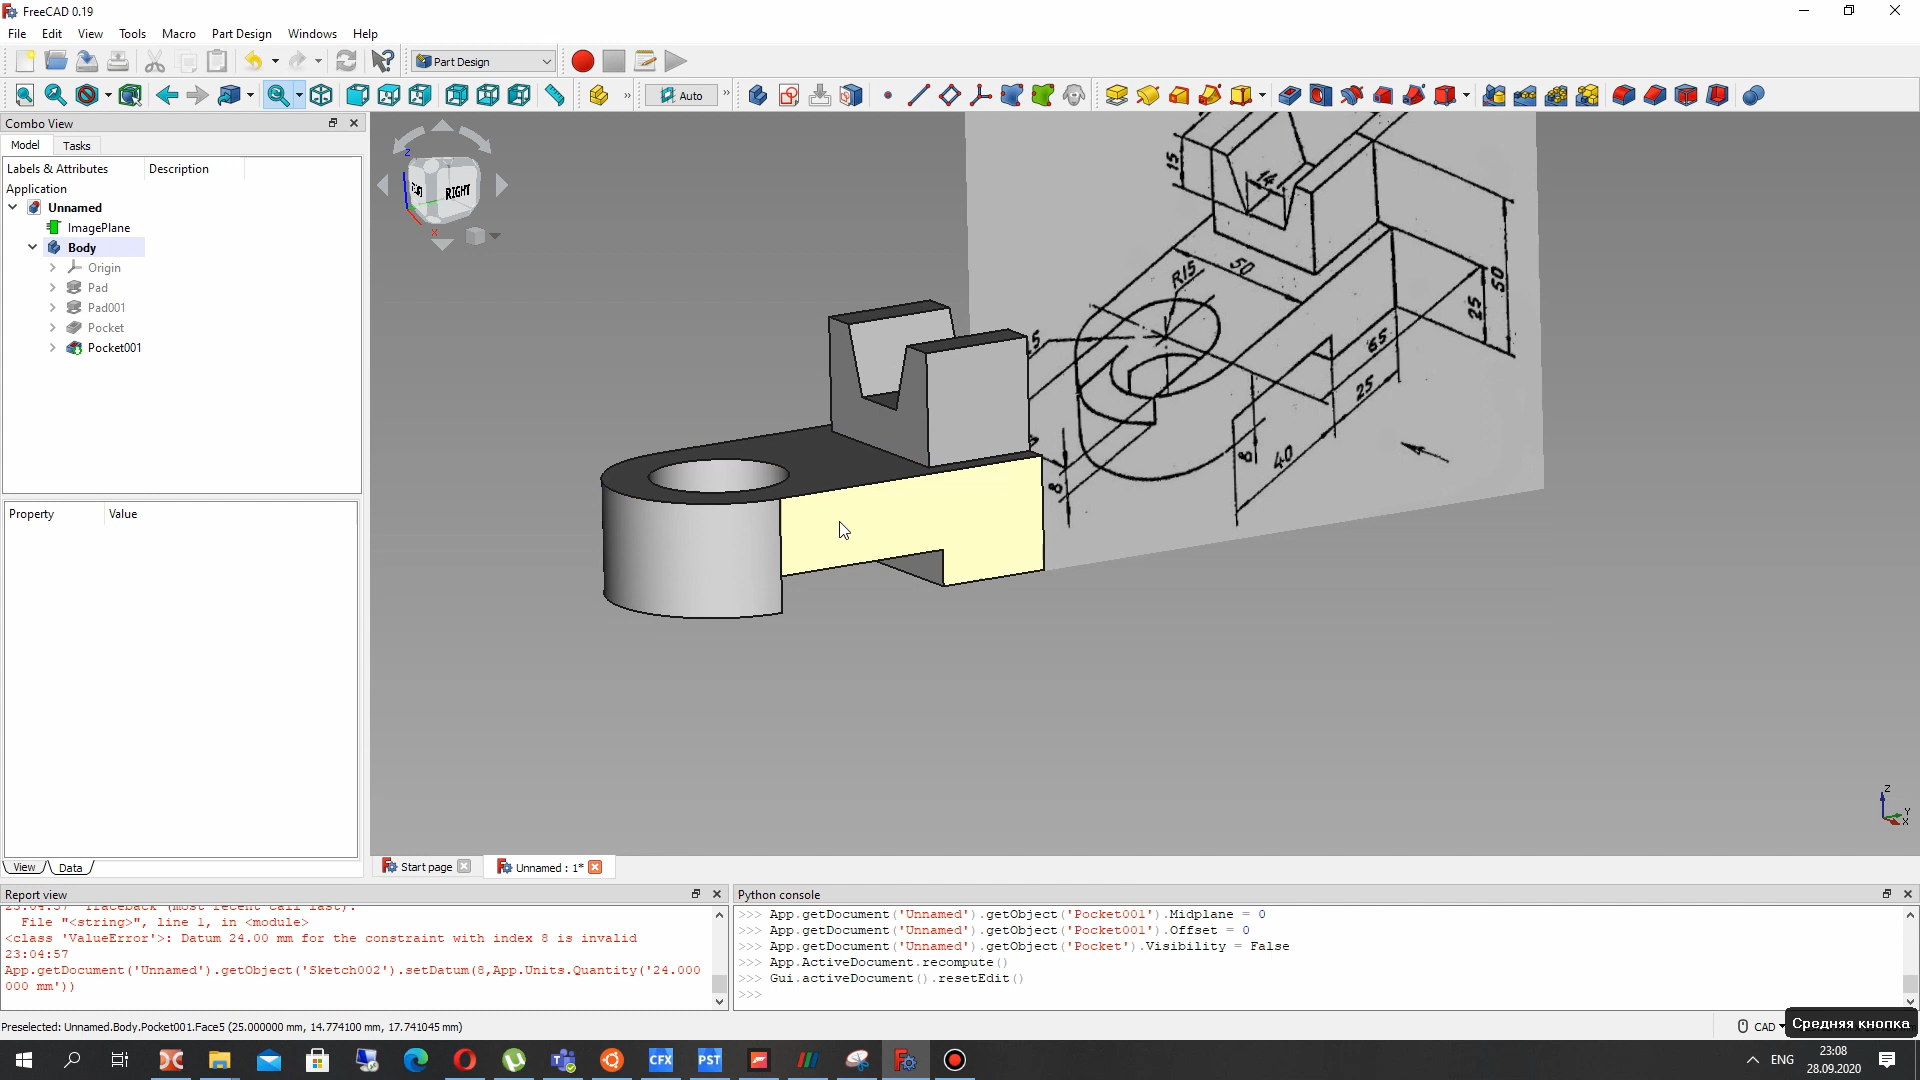 FreeCAD 0.19
File Edit View Tools Macro Part Design Windows Help
Part Design
Auto
Combo View
Model Tasks
Labels & Attributes Description
Application
Unnamed
ImagePlane
Body
Origin
Pad
Pad001
Pocket
Pocket001
Property Value
View Data
Z
RIGHT
X
15
14
50
R15
50
25
65
25
8
40
8
Z
Y
X
Start page
Unnamed : 1*
Report view
File "<string>", line 1, in <module>
<class 'ValueError'>: Datum 24.00 mm for the constraint with index 8 is invalid
23:04:57
App.getDocument('Unnamed').getObject('Sketch002').setDatum(8,App.Units.Quantity('24.000
000 mm'))
Python console
>>> App.getDocument('Unnamed').getObject('Pocket001').Midplane = 0
>>> App.getDocument('Unnamed').getObject('Pocket001').Offset = 0
>>> App.getDocument('Unnamed').getObject('Pocket').Visibility = False
>>> App.ActiveDocument.recompute()
>>> Gui.activeDocument().resetEdit()
>>>
Preselected: Unnamed.Body.Pocket001.Face5 (25.000000 mm, 14.774100 mm, 17.741045 mm)
CAD
Средняя кнопка
CFX
PST
ENG
23:08
28.09.2020